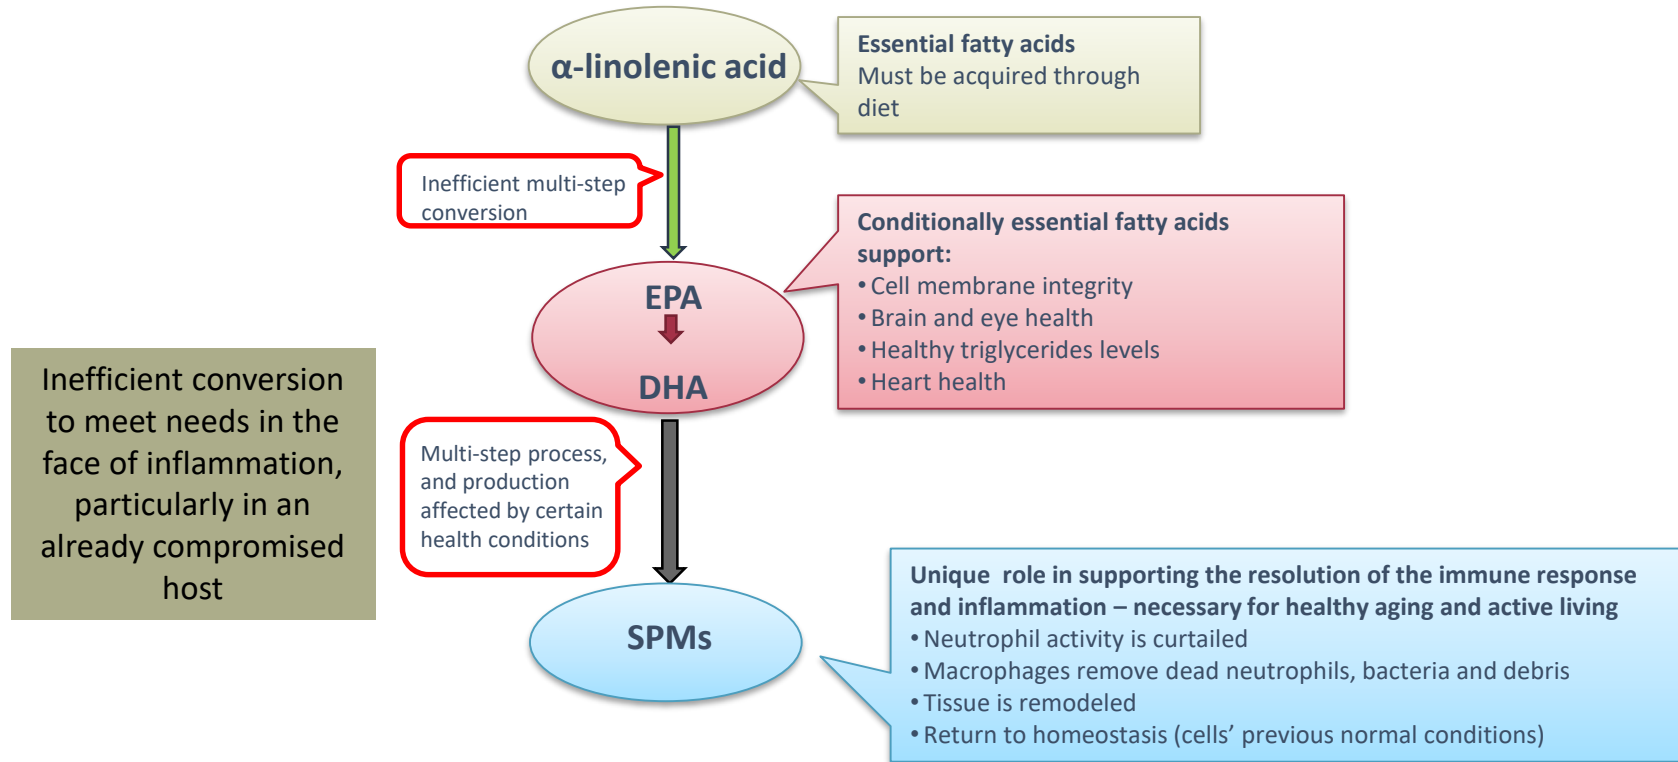 α-linolenic acid
Essential fatty acids
Must be acquired through
diet
Inefficient multi-step
conversion
EPA
DHA
Conditionally essential fatty acids
support:
• Cell membrane integrity
• Brain and eye health
• Healthy triglycerides levels
• Heart health
Inefficient conversion
to meet needs in the
face of inflammation,
particularly in an
already compromised
host
Multi-step process,
and production
affected by certain
health conditions
SPMs
Unique role in supporting the resolution of the immune response
and inflammation – necessary for healthy aging and active living
• Neutrophil activity is curtailed
• Macrophages remove dead neutrophils, bacteria and debris
• Tissue is remodeled
• Return to homeostasis (cells’ previous normal conditions)